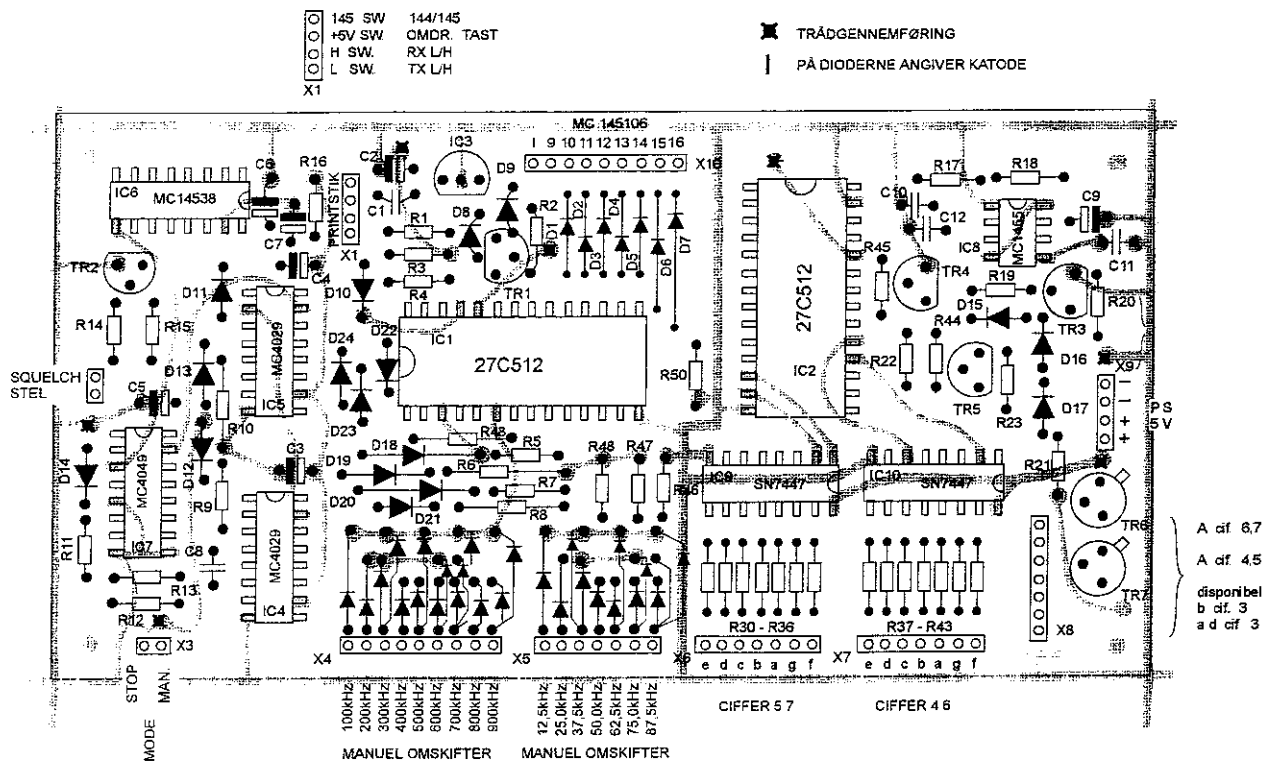 145 SW 144/145
+5V SW. OMDR. TAST
H SW. RX L/H
L SW. TX L/H
X1
TRÅDGENNEMFØRING
PÅ DIODERNE ANGIVER KATODE
MC 145106
1 9 10 11 12 13 14 15 16
X10
IC6
MC14538
C6
R16
C7
C4
PRINTSTIK
X1
C2
C1
IC3
D9
D8
R1
R3
R4
TR1
R2
D1
D2
D3
D4
D5
D6
D7
TR2
D11
R14
R15
D13
D10
D24
D22
D23
IC1
27C512
R50
27C512
IC2
R17
R18
C10
C12
IC8
C9
C11
R45
TR4
R19
D15
R44
TR3
R20
R22
TR5
R23
D16
D17
X9
PS
5V
SQUELCH
STEL
C5
MC4029
IC5
R10
D12
R9
C3
D14
MC4049
IC7
R11
C8
R13
R12
MC4029
IC4
D18
D19
D20
D21
R5
R6
R7
R8
R48
R47
IC9
SN7447
IC10
SN7447
R21
TR6
TR7
X8
A cif. 6,7
A cif. 4,5
disponibel
b cif. 3
a d cif 3
R30 - R36
R37 - R43
X3
X4
X5
X6
X7
e d c b a g f
e d c b a g f
STOP
MAN.
MODE
100kHz
200kHz
300kHz
400kHz
500kHz
600kHz
700kHz
800kHz
900kHz
12,5kHz
25,0kHz
37,5kHz
50,0kHz
62,5kHz
75,0kHz
87,5kHz
MANUEL OMSKIFTER
MANUEL OMSKIFTER
CIFFER 5 7
CIFFER 4 6